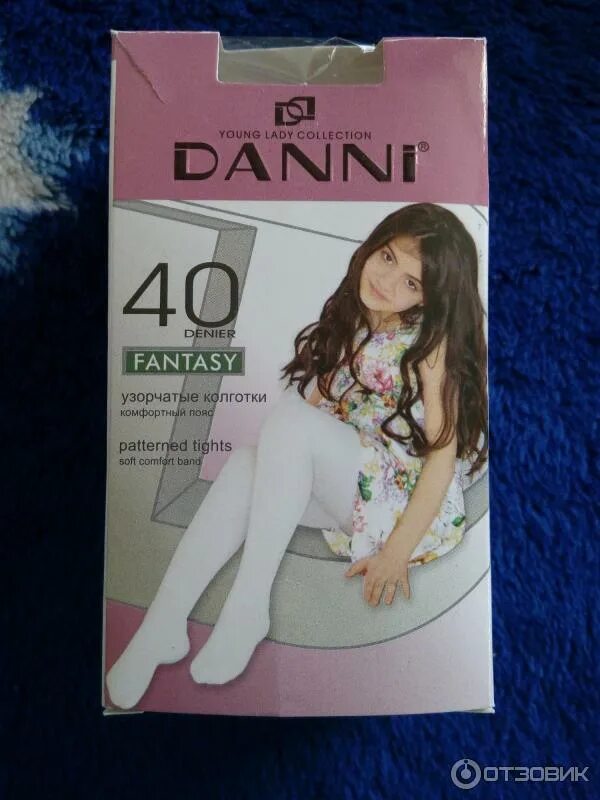 YOUNG LADY COLLECTION
DANNi®
40
DENIER
FANTASY
узорчатые колготки
комфортный пояс
patterned tights
soft comfort band
ОТЗОВИК